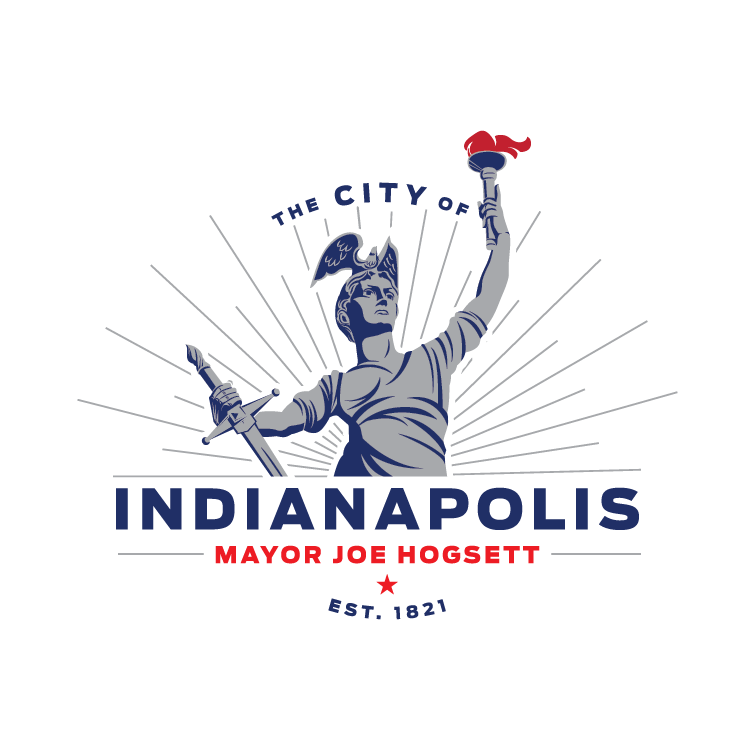 THE CITY OF
INDIANAPOLIS
MAYOR JOE HOGSETT
EST. 1821